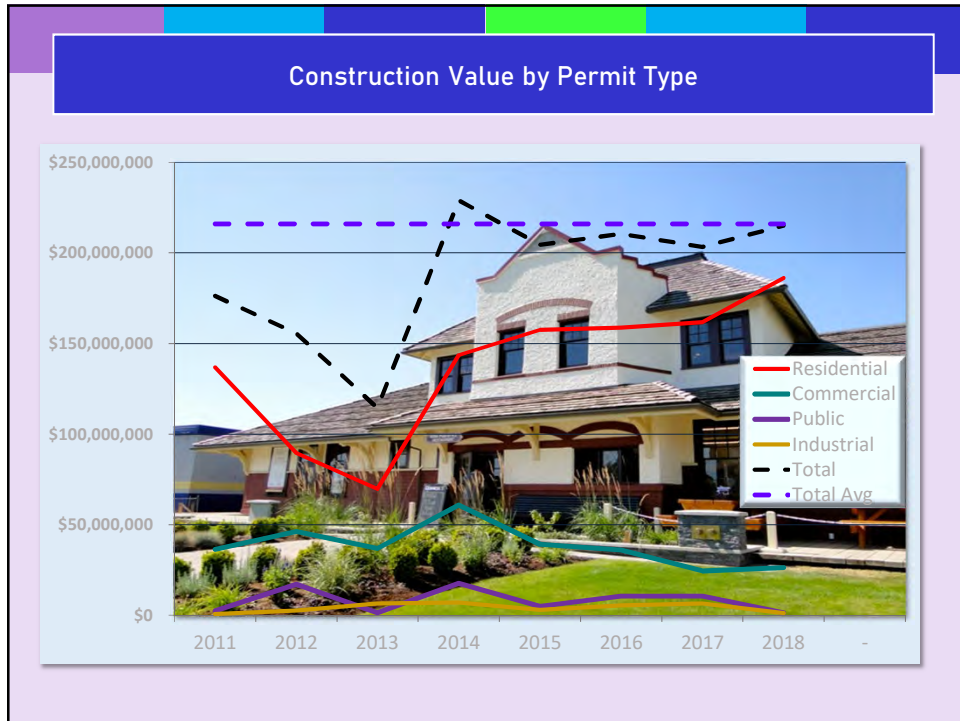 Construction Value by Permit Type
$250,000,000
$200,000,000
$150,000,000
$100,000,000
$50,000,000
$0
2011 2012 2013 2014 2015 2016 2017 2018 -
Residential
Commercial
Public
Industrial
Total
Total Avg